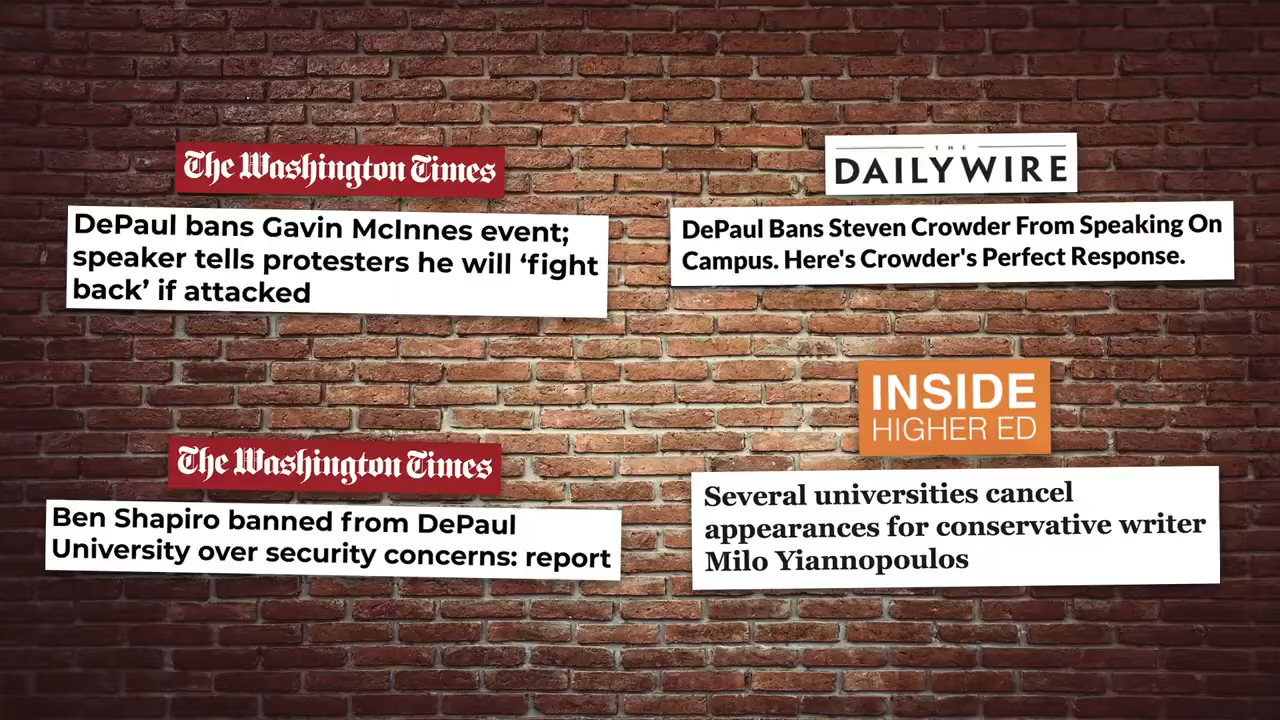 The Washington Times
DePaul bans Gavin McInnes event;
speaker tells protesters he will ‘fight
back’ if attacked
THE
DAILYWIRE
DePaul Bans Steven Crowder From Speaking On
Campus. Here's Crowder's Perfect Response.
The Washington Times
Ben Shapiro banned from DePaul
University over security concerns: report
INSIDE
HIGHER ED
Several universities cancel
appearances for conservative writer
Milo Yiannopoulos